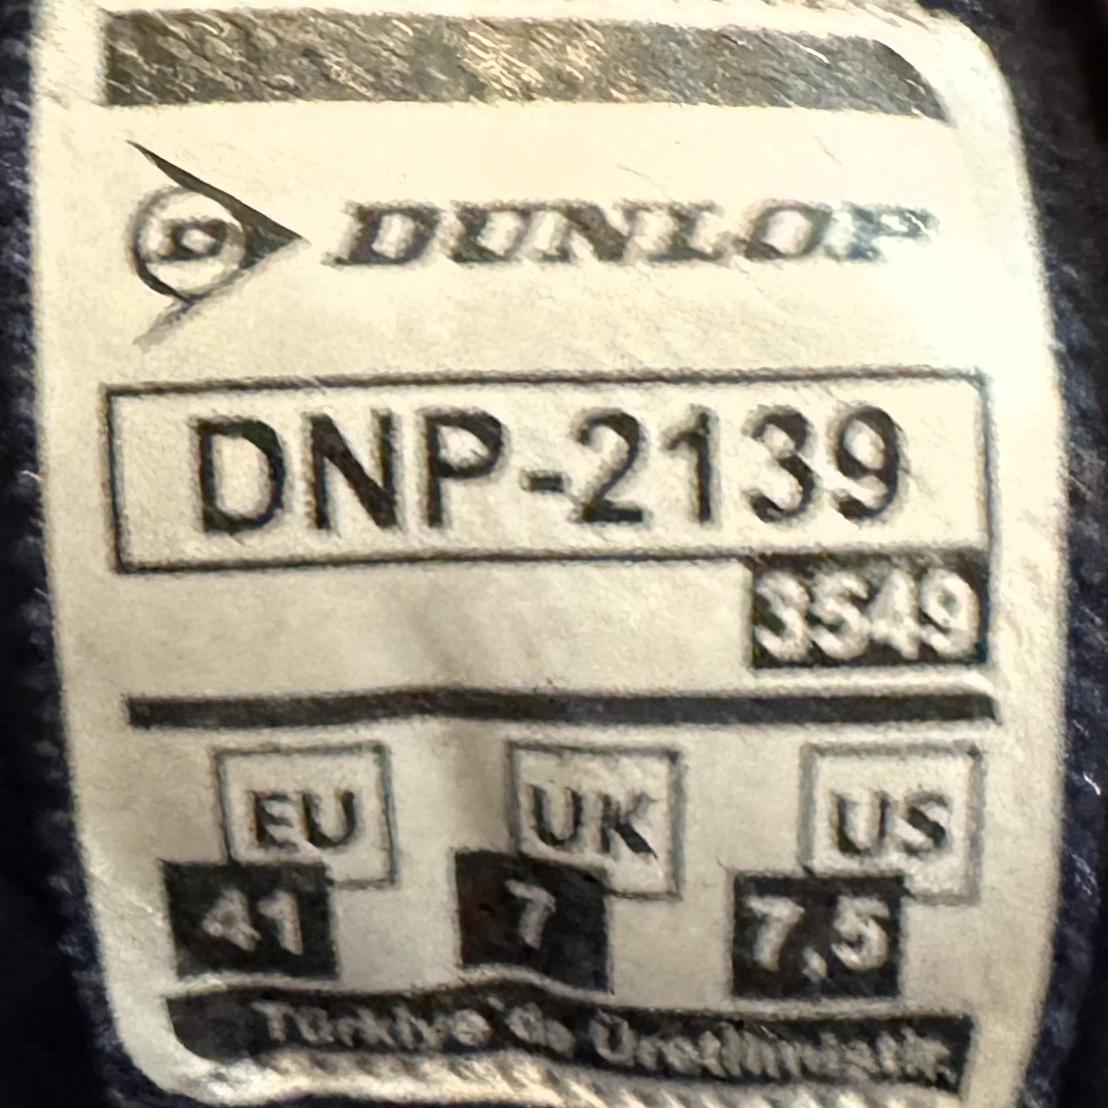 D DUNLOP
DNP-2139
3549
EU UK US
41 7 7,5
Türkiye'de Üretilmiştir.